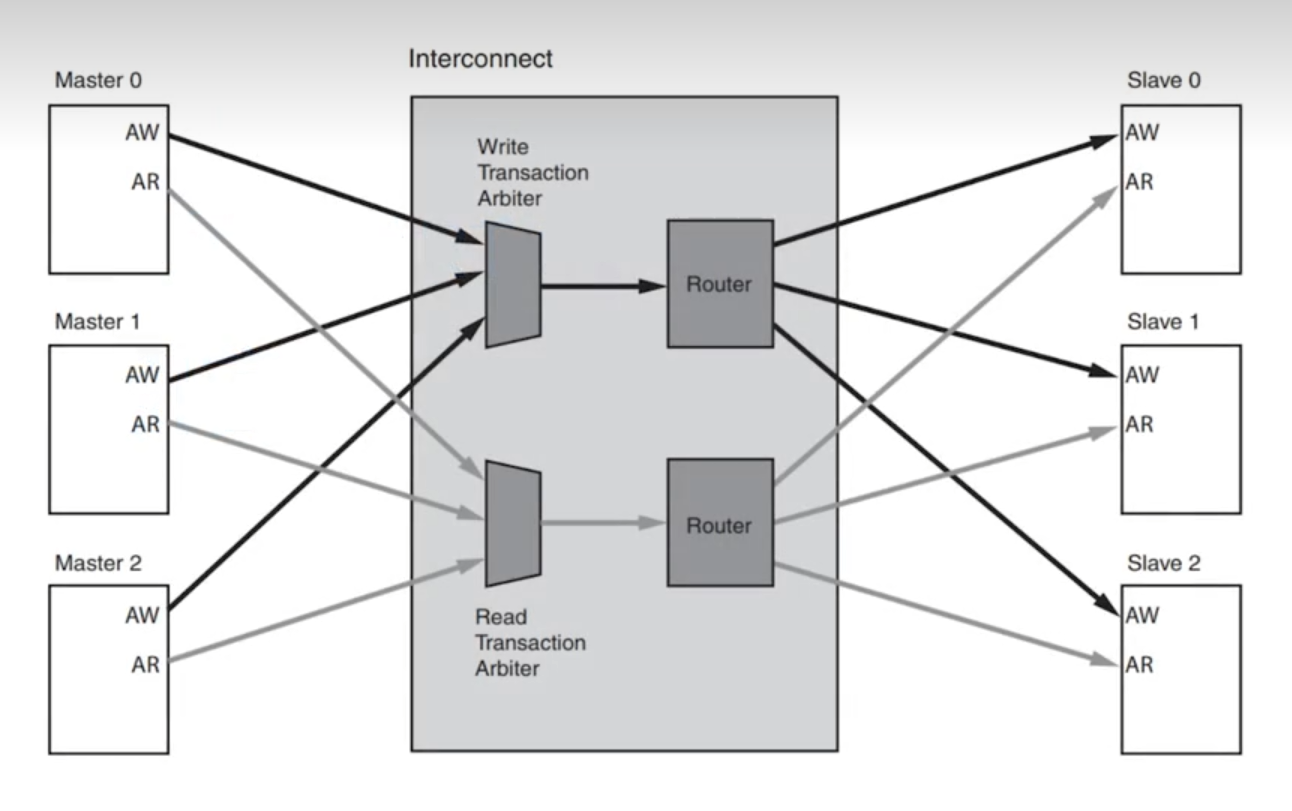 Interconnect
Master 0
AW
AR
Master 1
AW
AR
Master 2
AW
AR
Write
Transaction
Arbiter
Router
Router
Read
Transaction
Arbiter
Slave 0
AW
AR
Slave 1
AW
AR
Slave 2
AW
AR